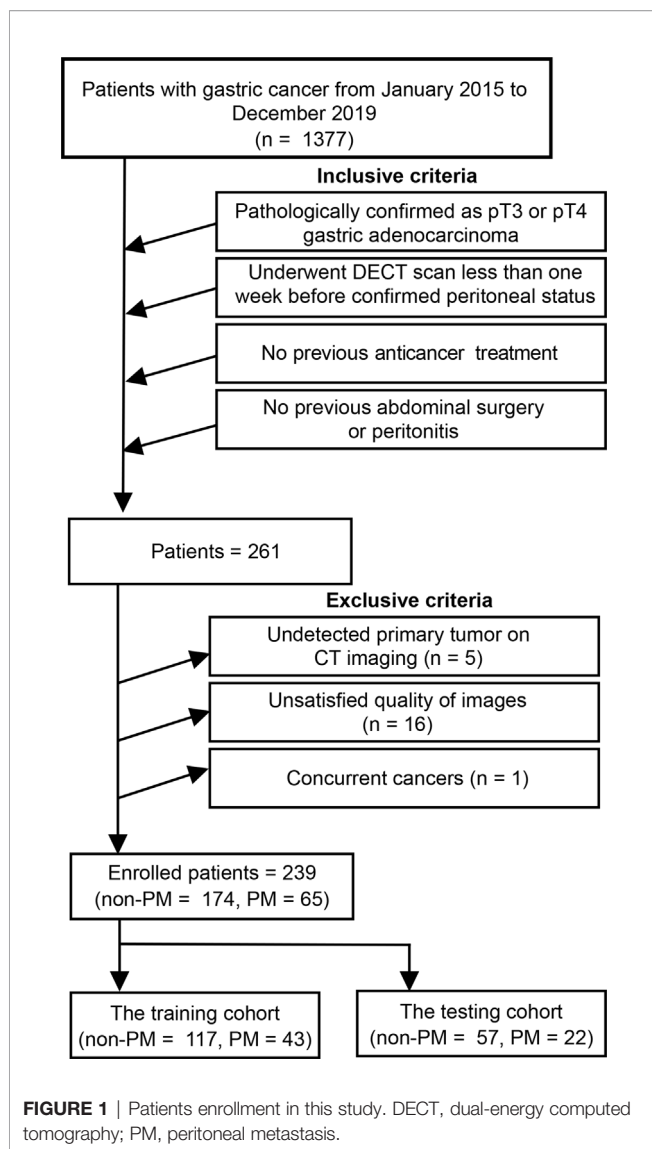 Patients with gastric cancer from January 2015 to
December 2019
(n = 1377)
Inclusive criteria
Pathologically confirmed as pT3 or pT4
gastric adenocarcinoma
Underwent DECT scan less than one
week before confirmed peritoneal status
No previous anticancer treatment
No previous abdominal surgery
or peritonitis
Patients = 261
Exclusive criteria
Undetected primary tumor on
CT imaging (n = 5)
Unsatisfied quality of images
(n = 16)
Concurrent cancers (n = 1)
Enrolled patients = 239
(non-PM = 174, PM = 65)
The training cohort
(non-PM = 117, PM = 43)
The testing cohort
(non-PM = 57, PM = 22)
FIGURE 1 | Patients enrollment in this study. DECT, dual-energy computed
tomography; PM, peritoneal metastasis.